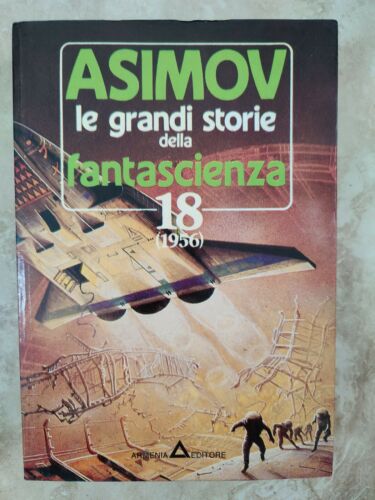 ASIMOV
le grandi storie
della
fantascienza
18
(1956)
ARMENIA EDITORE